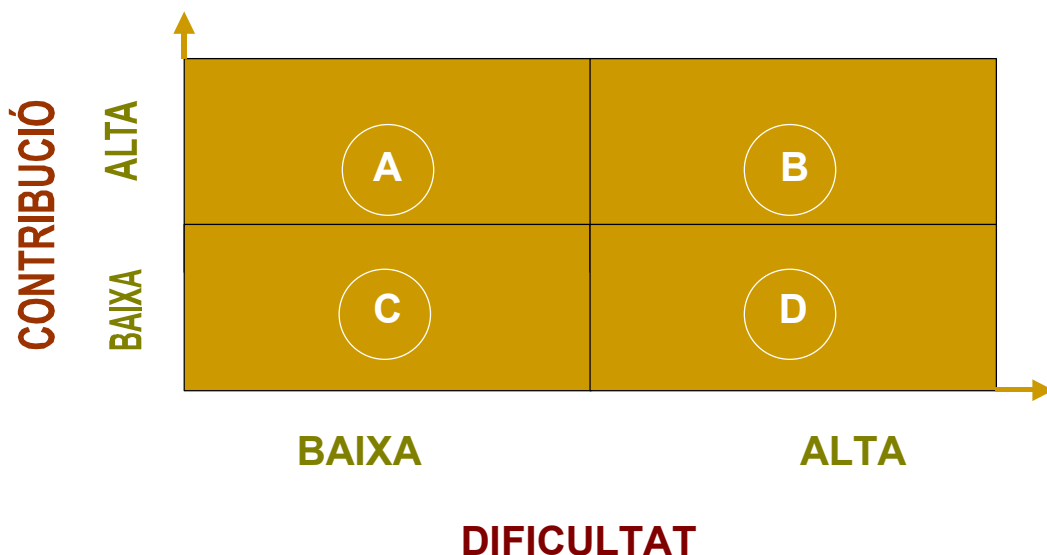 CONTRIBUCIÓ
ALTA
BAIXA
A
B
C
D
BAIXA
ALTA
DIFICULTAT